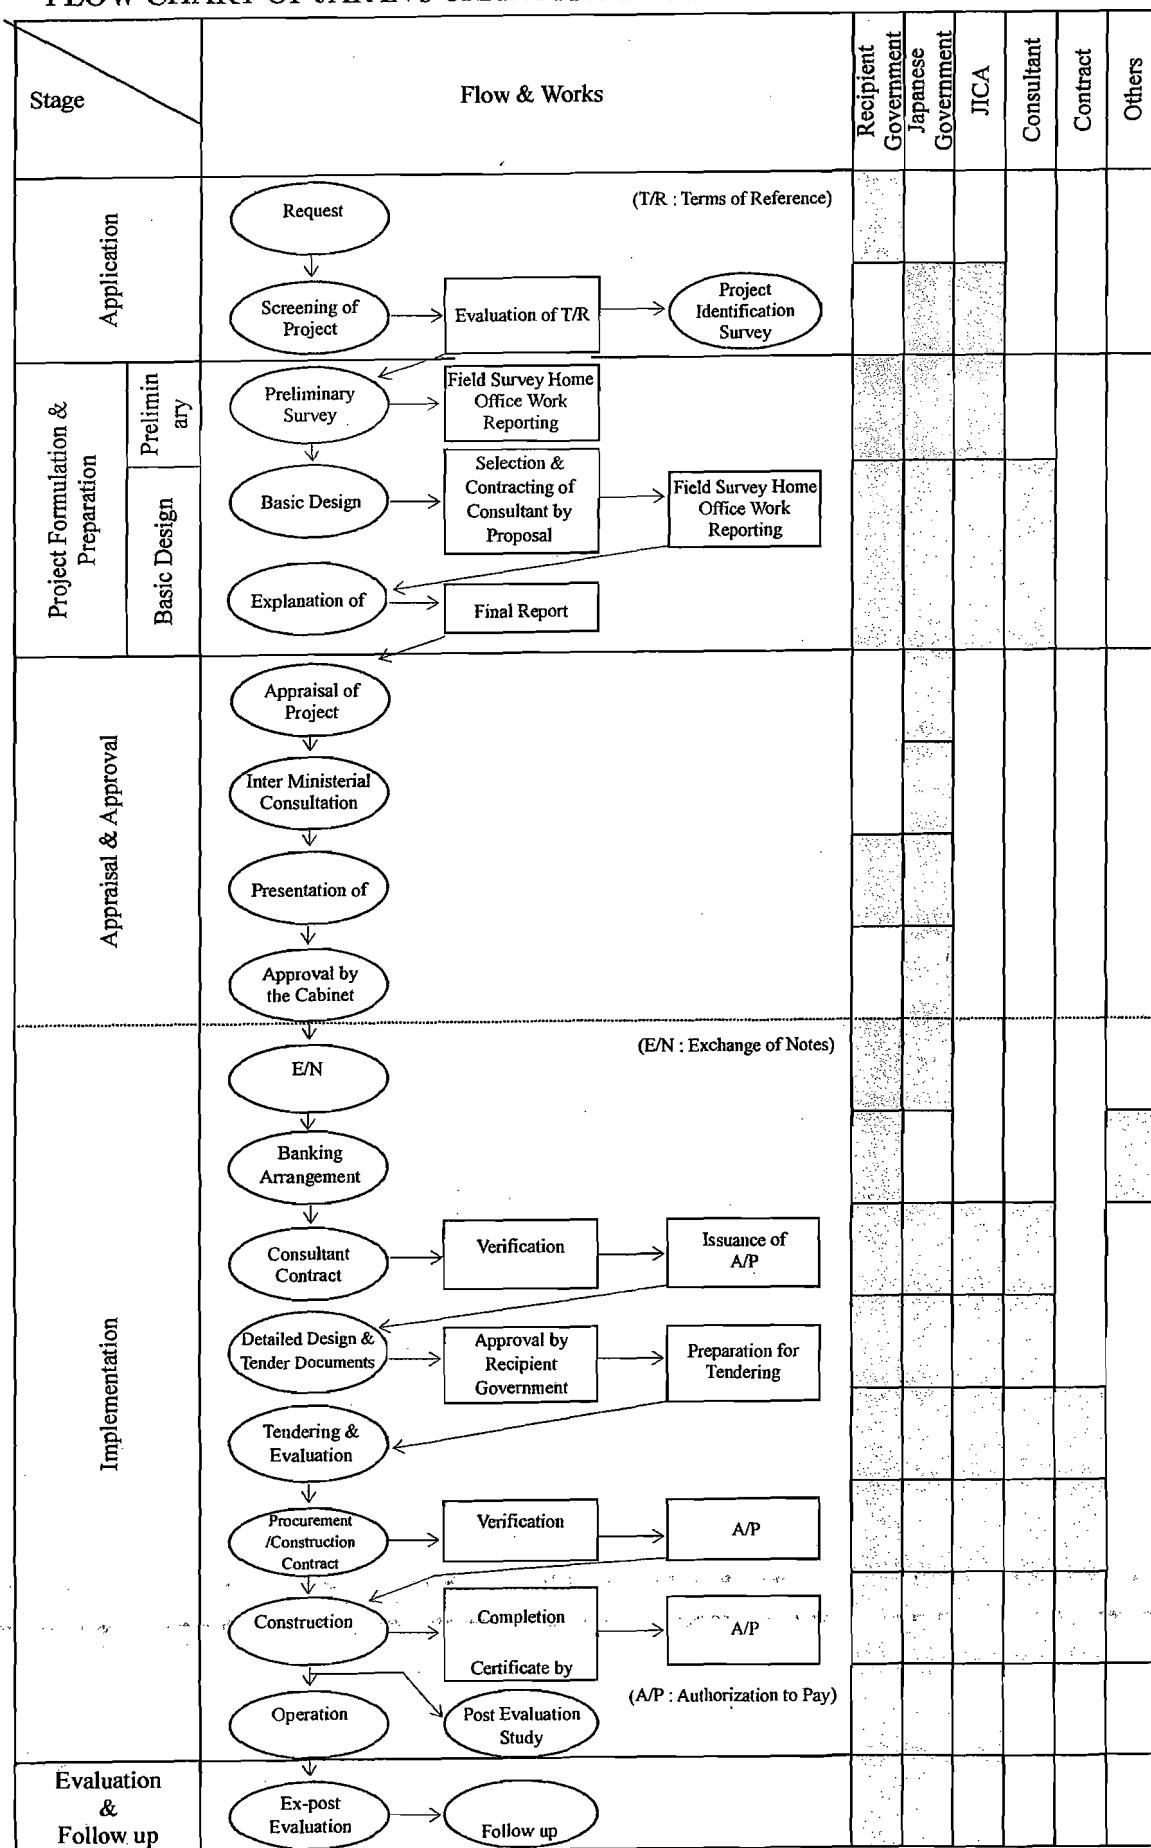 FLOW CHART OF
Stage
Flow & Works
Recipient
Government
Japanese
Government
JICA
Consultant
Contract
Others
Application
(T/R : Terms of Reference)
Request
Screening of
Project
Evaluation of T/R
Project
Identification
Survey
Project Formulation &
Preparation
Prelimin
ary
Preliminary
Survey
Field Survey Home
Office Work
Reporting
Basic Design
Basic Design
Selection &
Contracting of
Consultant by
Proposal
Field Survey Home
Office Work
Reporting
Explanation of
Final Report
Appraisal & Approval
Appraisal of
Project
Inter Ministerial
Consultation
Presentation of
Approval by
the Cabinet
Implementation
(E/N : Exchange of Notes)
E/N
Banking
Arrangement
Consultant
Contract
Verification
Issuance of
A/P
Detailed Design &
Tender Documents
Approval by
Recipient
Government
Preparation for
Tendering
Tendering &
Evaluation
Procurement
/Construction
Contract
Verification
A/P
Construction
Completion
Certificate by
A/P
(A/P : Authorization to Pay)
Operation
Post Evaluation
Study
Evaluation
&
Follow up
Ex-post
Evaluation
Follow up